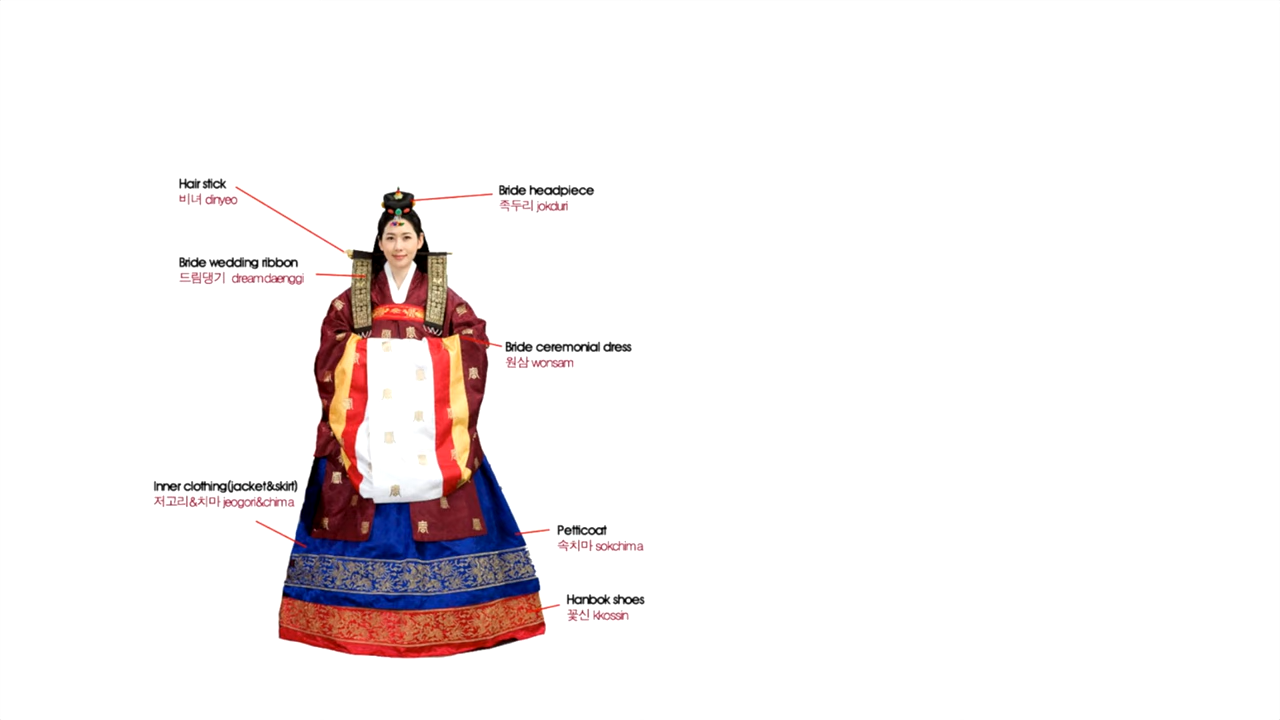 Hair stick
비녀 dinyeo
Bride headpiece
족두리 jokduri
Bride wedding ribbon
드림댕기 dreamdaenggi
Bride ceremonial dress
원삼 wonsam
Inner clothing(jacket&skirt)
저고리&치마 jeogori&chima
Petticoat
속치마 sokchima
Hanbok shoes
꽃신 kkossin